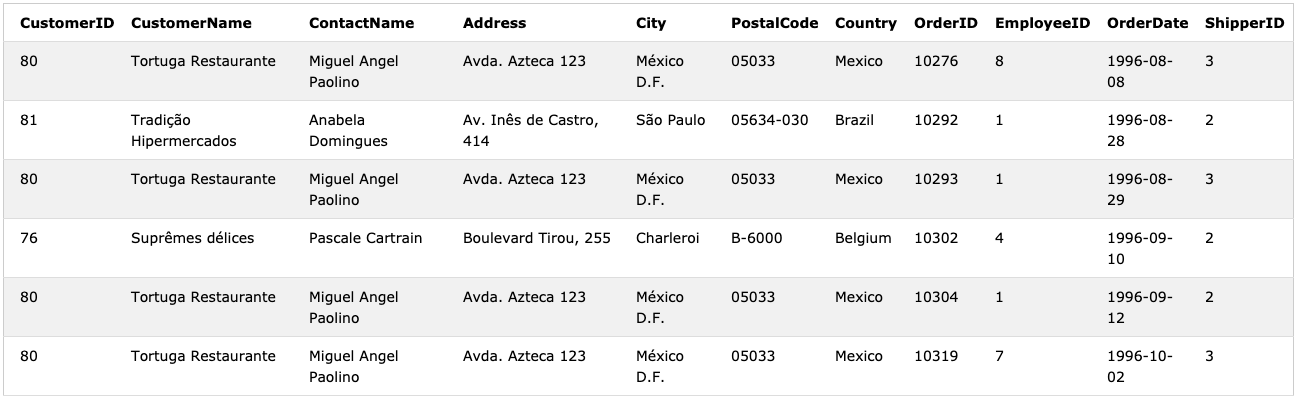 CustomerID CustomerName ContactName Address City PostalCode Country OrderID EmployeeID OrderDate ShipperID
80 Tortuga Restaurante Miguel Angel Avda. Azteca 123 México 05033 Mexico 10276 8 1996-08- 3
Paolino D.F. 08
81 Tradição Anabela Av. Inês de Castro, São Paulo 05634-030 Brazil 10292 1 1996-08- 2
Hipermercados Domingues 414 28
80 Tortuga Restaurante Miguel Angel Avda. Azteca 123 México 05033 Mexico 10293 1 1996-08- 3
Paolino D.F. 29
76 Suprêmes délices Pascale Cartrain Boulevard Tirou, 255 Charleroi B-6000 Belgium 10302 4 1996-09- 2
10
80 Tortuga Restaurante Miguel Angel Avda. Azteca 123 México 05033 Mexico 10304 1 1996-09- 2
Paolino D.F. 12
80 Tortuga Restaurante Miguel Angel Avda. Azteca 123 México 05033 Mexico 10319 7 1996-10- 3
Paolino D.F. 02